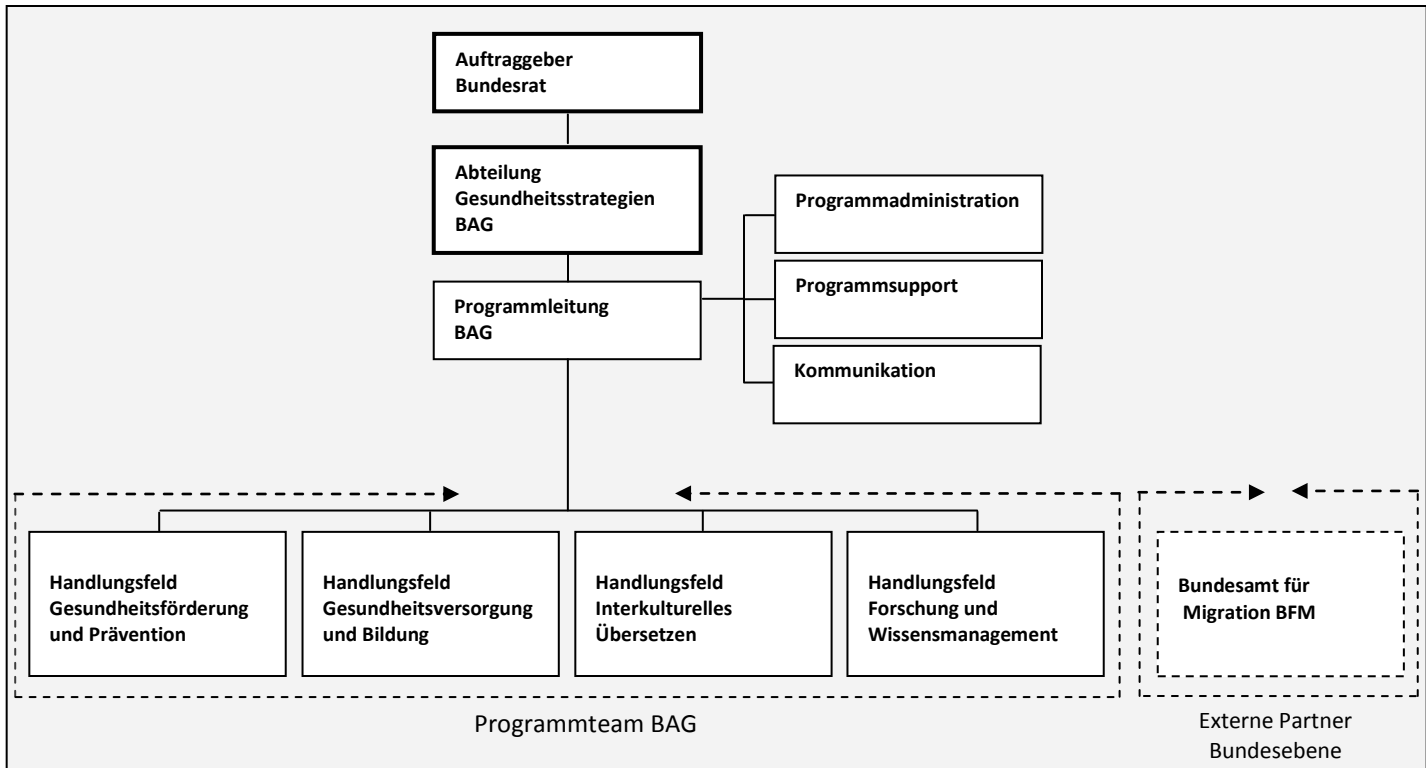 Auftraggeber
Bundesrat
Abteilung
Gesundheitsstrategien
BAG
Programmleitung
BAG
Programmadministration
Programmsupport
Kommunikation
Handlungsfeld
Gesundheitsförderung
und Prävention
Handlungsfeld
Gesundheitsversorgung
und Bildung
Handlungsfeld
Interkulturelles
Übersetzen
Handlungsfeld
Forschung und
Wissensmanagement
Bundesamt für
Migration BFM
Programmteam BAG
Externe Partner
Bundesebene